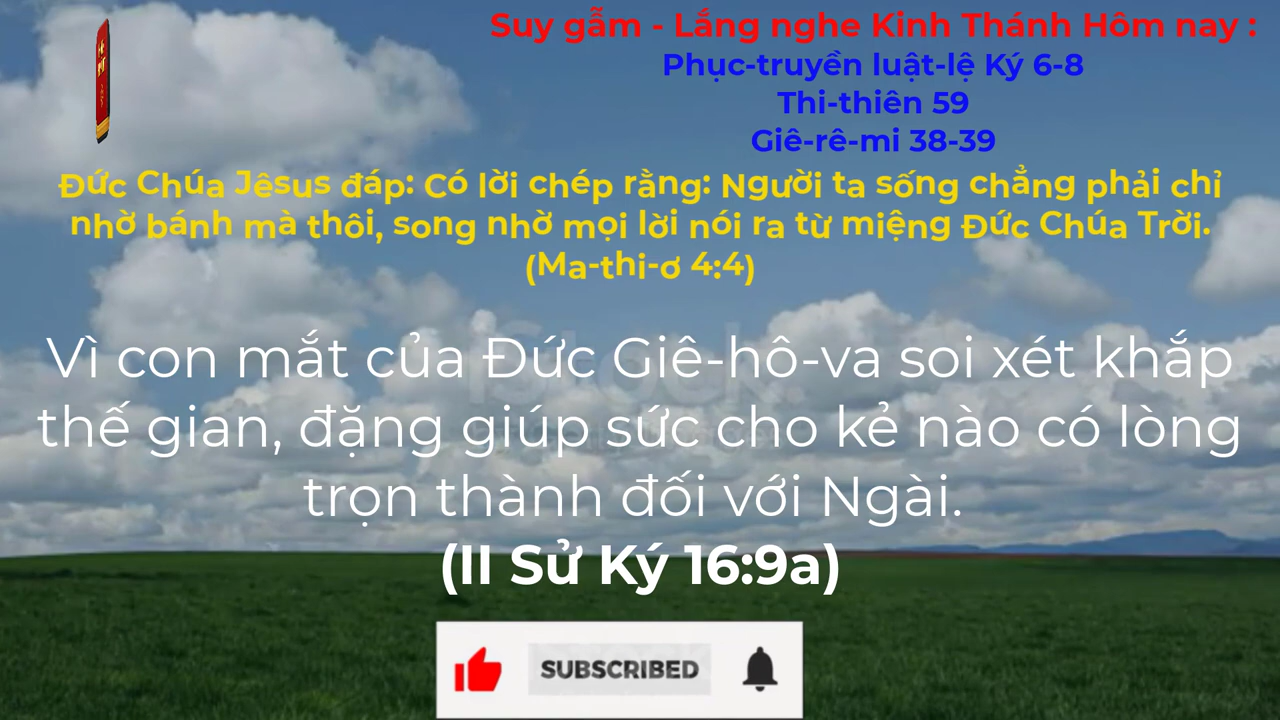 Suy gẫm - Lắng nghe Kinh Thánh Hôm nay :
Phục-truyền luật-lệ Ký 6-8
Thi-thiên 59
Giê-rê-mi 38-39
Đức Chúa Jêsus đáp: Có lời chép rằng: Người ta sống chẳng phải chỉ
nhờ bánh mà thôi, song nhờ mọi lời nói ra từ miệng Đức Chúa Trời.
(Ma-thi-ơ 4:4)
Vì con mắt của Đức Giê-hô-va soi xét khắp
thế gian, đặng giúp sức cho kẻ nào có lòng
trọn thành đối với Ngài.
(II Sử Ký 16:9a)
SUBSCRIBED